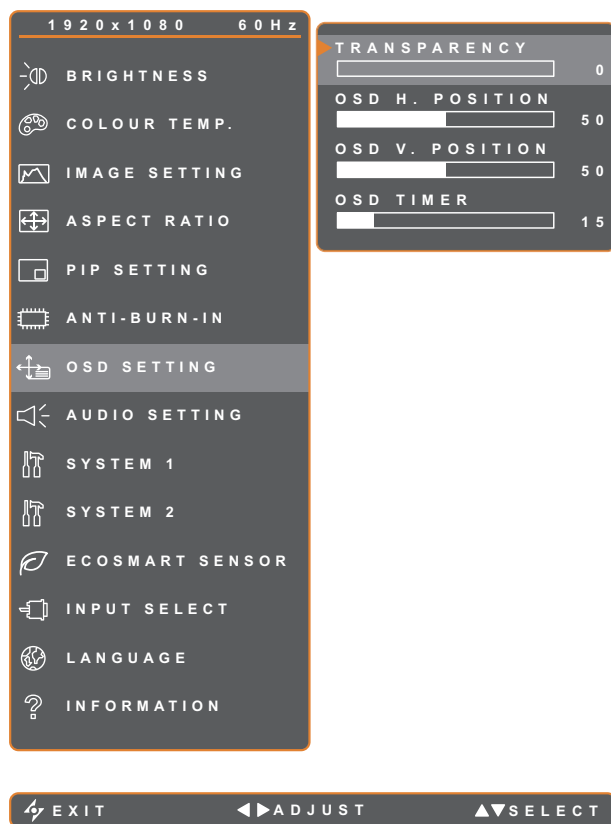 1920x1080 60Hz
BRIGHTNESS
COLOUR TEMP.
IMAGE SETTING
ASPECT RATIO
PIP SETTING
ANTI-BURN-IN
OSD SETTING
AUDIO SETTING
SYSTEM 1
SYSTEM 2
ECOSMART SENSOR
INPUT SELECT
LANGUAGE
INFORMATION
TRANSPARENCY
0
OSD H. POSITION
50
OSD V. POSITION
50
OSD TIMER
15
EXIT ◀▶ADJUST ▲▼SELECT